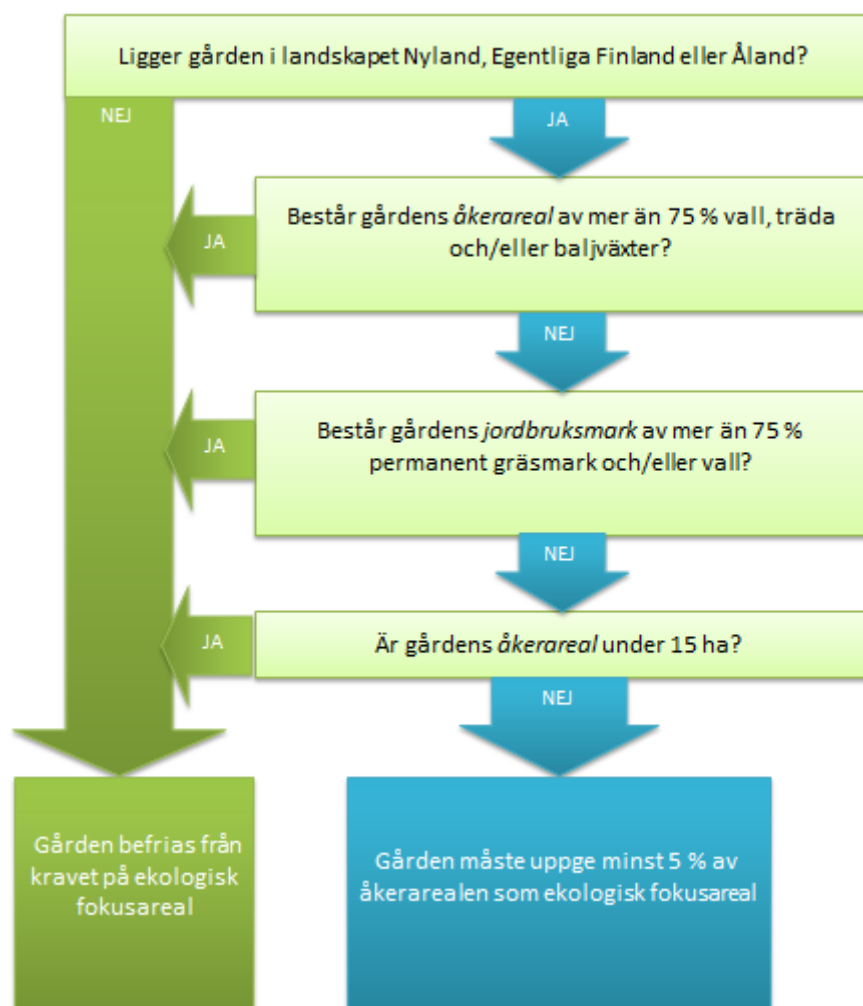 Ligger gården i landskapet Nyland, Egentliga Finland eller Åland?
NEJ
JA
Består gårdens åkerareal av mer än 75 % vall, träda
och/eller baljväxter?
JA
NEJ
Består gårdens jordbruksmark av mer än 75 %
permanent gräsmark och/eller vall?
JA
NEJ
Är gårdens åkerareal under 15 ha?
JA
NEJ
Gården befrias från
kravet på ekologisk
fokusareal
Gården måste uppge minst 5 % av
åkerarealen som ekologisk fokusareal